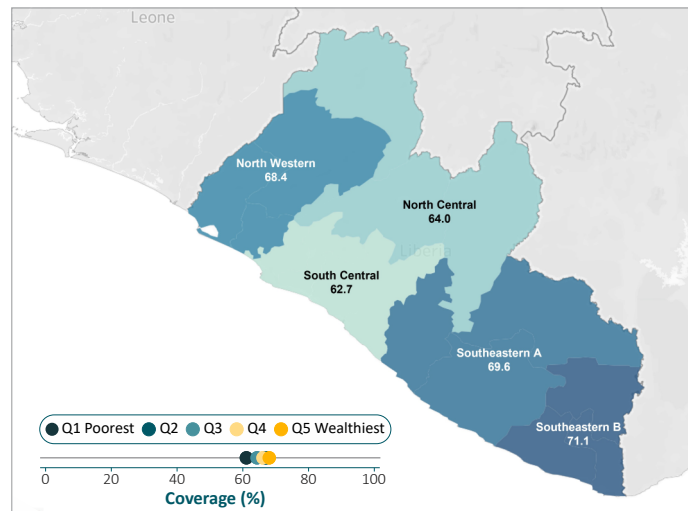 Leone
North Western
68.4
North Central
64.0
Liberia
South Central
62.7
Southeastern A
69.6
Southeastern B
71.1
Q1 Poorest Q2 Q3 Q4 Q5 Wealthiest
0 20 40 60 80 100
Coverage (%)